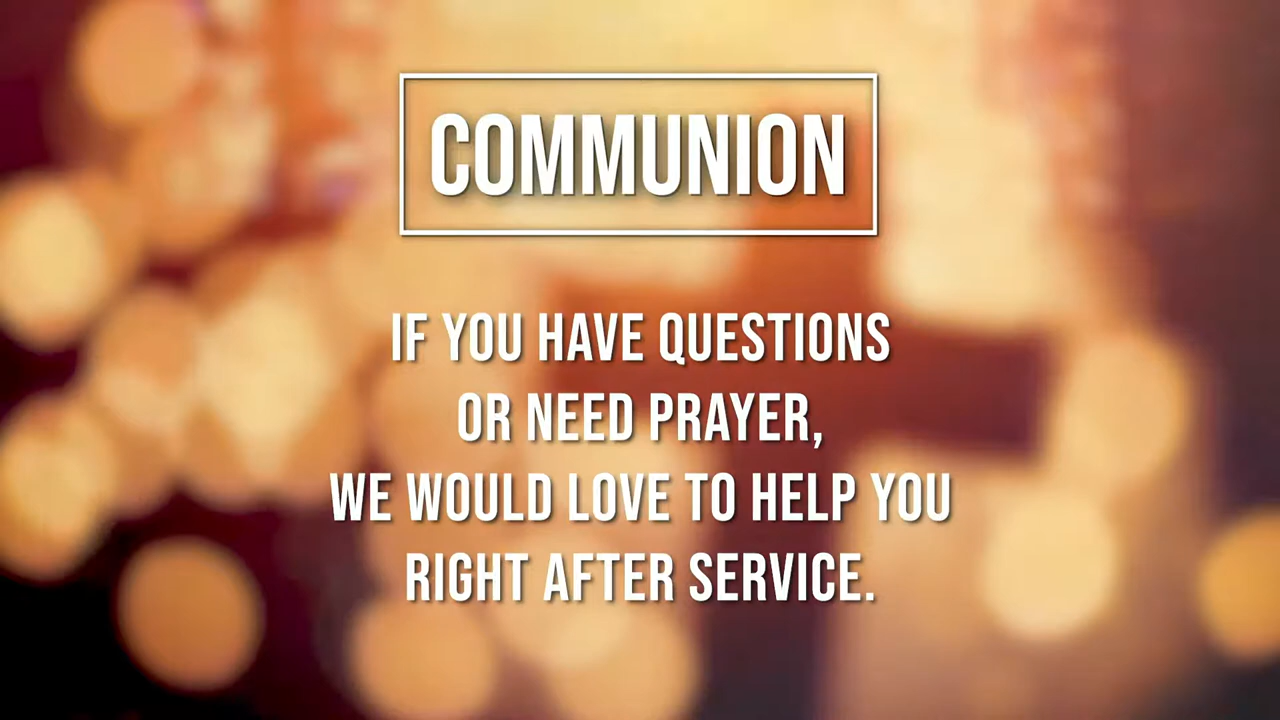 COMMUNION
IF YOU HAVE QUESTIONS
OR NEED PRAYER,
WE WOULD LOVE TO HELP YOU
RIGHT AFTER SERVICE.